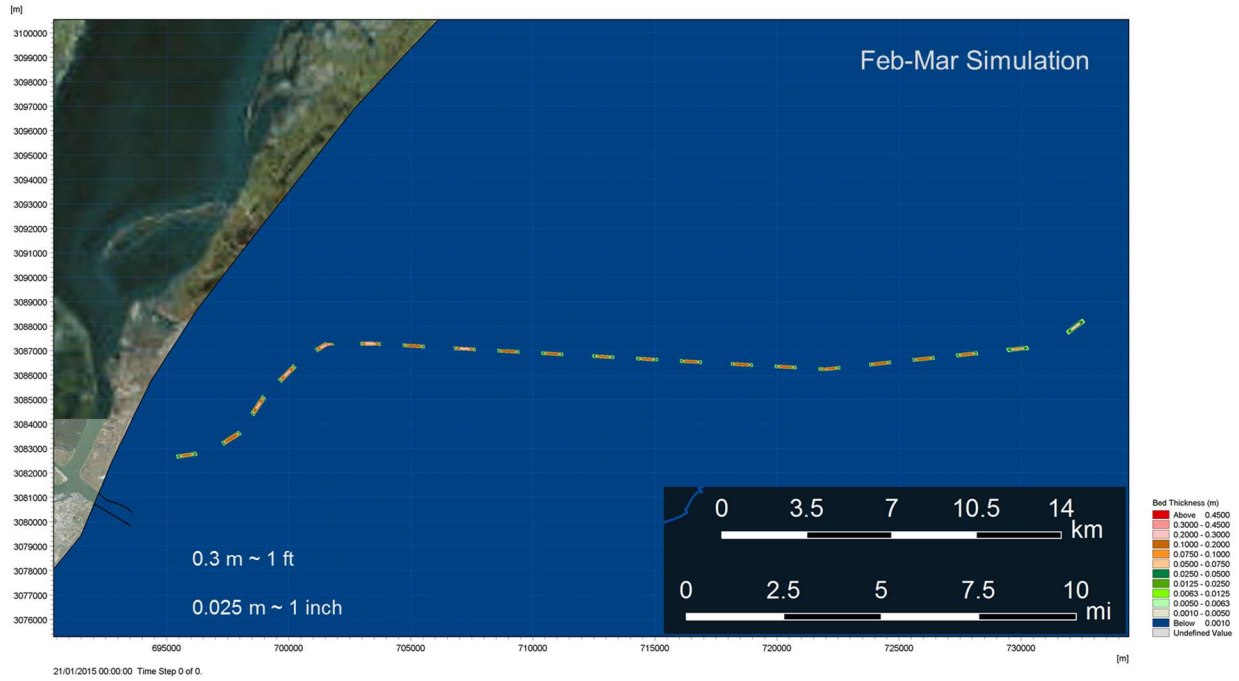 [m]
3100000
3099000
3098000
3097000
3096000
3095000
3094000
3093000
3092000
3091000
3090000
3089000
3088000
3087000
3086000
3085000
3084000
3083000
3082000
3081000
3080000
3079000
3078000
3077000
3076000
Feb-Mar Simulation
0.3 m ~ 1 ft
0.025 m ~ 1 inch
0 3.5 7 10.5 14 km
0 2.5 5 7.5 10 mi
695000 700000 705000 710000 715000 720000 725000 730000
[m]
21/01/2015 00:00:00 Time Step 0 of 0.
Bed Thickness (m)
Above 0.4500
0.3000 - 0.4500
0.2000 - 0.3000
0.1000 - 0.2000
0.0750 - 0.1000
0.0500 - 0.0750
0.0250 - 0.0500
0.0125 - 0.0250
0.0063 - 0.0125
0.0050 - 0.0063
0.0010 - 0.0050
Below 0.0010
Undefined Value